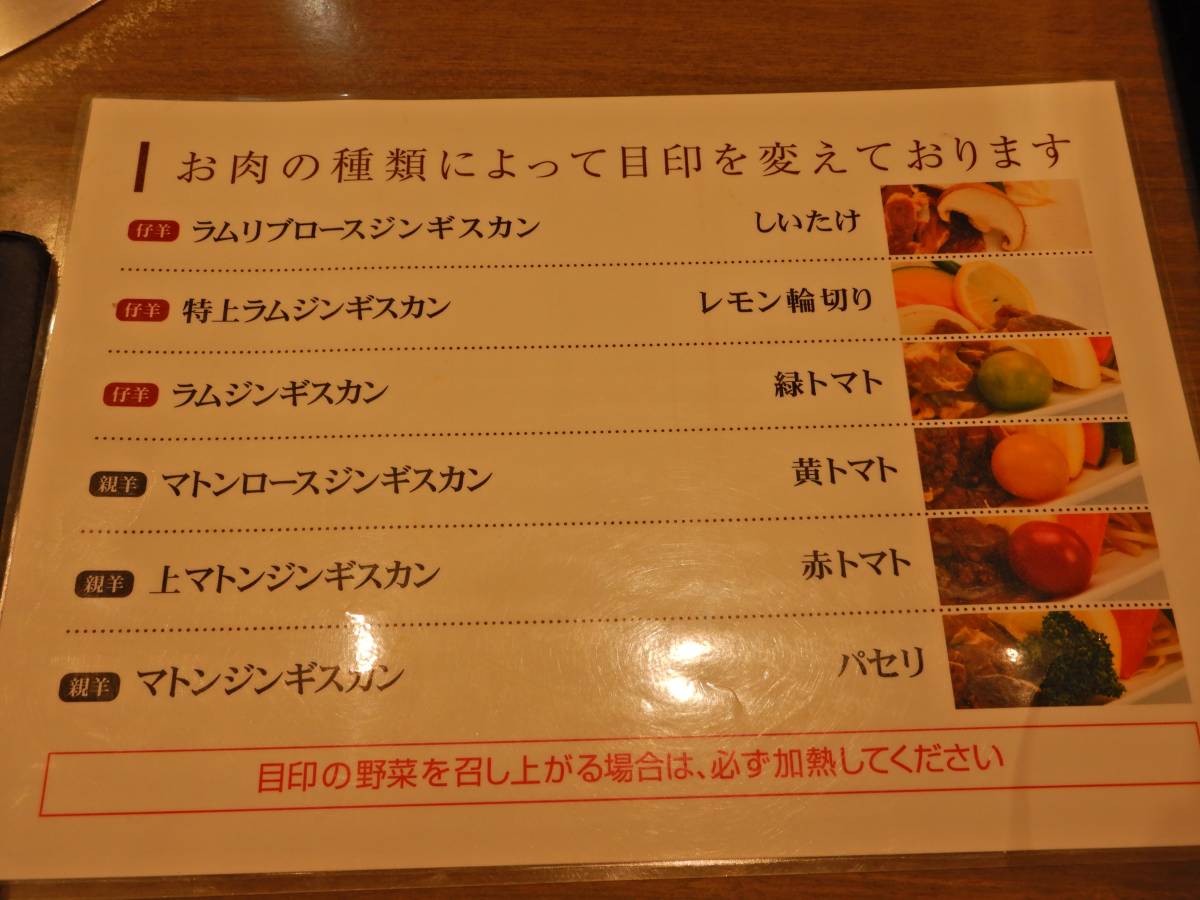 お肉の種類によって目印を変えております
仔羊 ラムリブロースジンギスカン しいたけ
仔羊 特上ラムジンギスカン レモン輪切り
仔羊 ラムジンギスカン 緑トマト
親羊 マトンロースジンギスカン 黄トマト
親羊 上マトンジンギスカン 赤トマト
親羊 マトンジンギスカン パセリ
目印の野菜を召し上がる場合は、必ず加熱してください